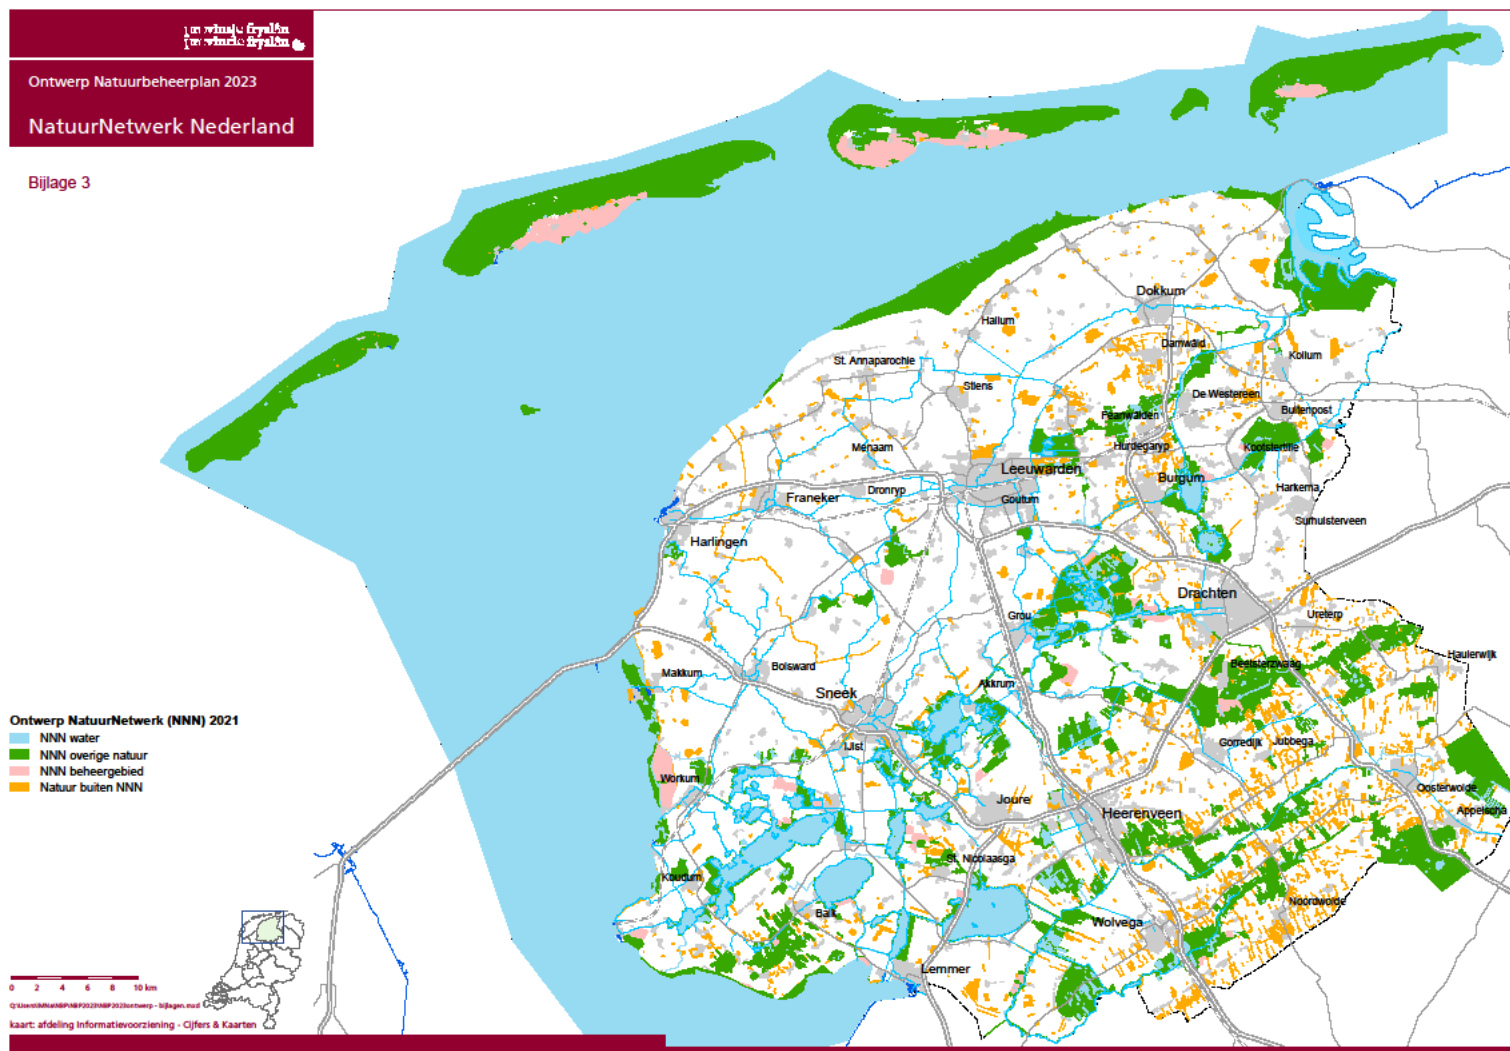 provinsje fryslân
provincie fryslân
Ontwerp Natuurbeheerplan 2023
NatuurNetwerk Nederland
Bijlage 3
Dokkum
Hallum
Damwâld
Kollum
St. Annaparochie
Stiens
De Westereen
Buitenpost
Feanwâlden
Menaam
Hurdegaryp
Kootstertille
Leeuwarden
Burgum
Dronryp
Harkema
Franeker
Goutum
Surhuisterveen
Harlingen
Drachten
Grou
Ureterp
Haulerwijk
Beetsterzwaag
Bolsward
Makkum
Akkrum
Sneek
Ontwerp NatuurNetwerk (NNN) 2021
NNN water
NNN overige natuur
NNN beheergebied
Natuur buiten NNN
IJlst
Gorredijk
Jubbega
Workum
Oosterwolde
Joure
Appelscha
Heerenveen
St. Nicolaasga
Koudum
Noordwolde
Balk
Wolvega
Lemmer
0 2 4 6 8 10 km
kaart: afdeling Informatievoorziening - Cijfers & Kaarten